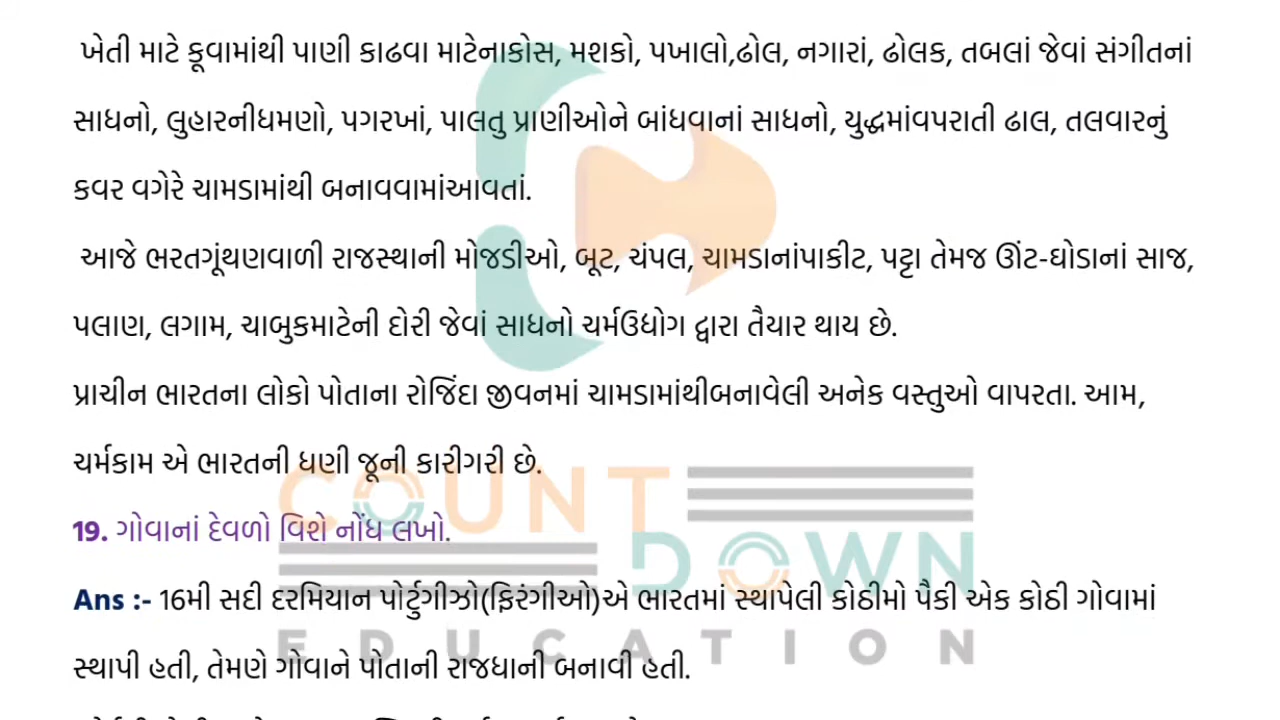 ખેતી માટે કૂવામાંથી પાણી કાઢવા માટેનાકોસ, મશકો, પખાલો,ઢોલ, નગારાં, ઢોલક, તબલાં જેવાં સંગીતનાં
સાધનો, લુહારનીધમણો, પગરખાં, પાલતુ પ્રાણીઓને બાંધવાનાં સાધનો, યુદ્ધમાંવપરાતી ઢાલ, તલવારનું
કવર વગેરે ચામડામાંથી બનાવવામાંઆવતાં.
આજે ભરતગૂંથણવાળી રાજસ્થાની મોજડીઓ, બૂટ, ચંપલ, ચામડાનાંપાકીટ, પટ્ટા તેમજ ઊંટ-ઘોડાનાં સાજ,
પલાણ, લગામ, ચાબુકમાટેની દોરી જેવાં સાધનો ચર્મઉદ્યોગ દ્વારા તૈયાર થાય છે.
પ્રાચીન ભારતના લોકો પોતાના રોજિંદા જીવનમાં ચામડામાંથીબનાવેલી અનેક વસ્તુઓ વાપરતા. આમ,
ચર્મકામ એ ભારતની ધણી જૂની કારીગરી છે.
19. ગોવાનાં દેવળો વિશે નોંધ લખો.
Ans :- 16મી સદી દરમિયાન પોર્ટુગીઝો(ફિરંગીઓ)એ ભારતમાં સ્થાપેલી કોઠીમો પૈકી એક કોઠી ગોવામાં
સ્થાપી હતી, તેમણે ગોવાને પોતાની રાજધાની બનાવી હતી.
COUNT
DOWN
EDUCATION